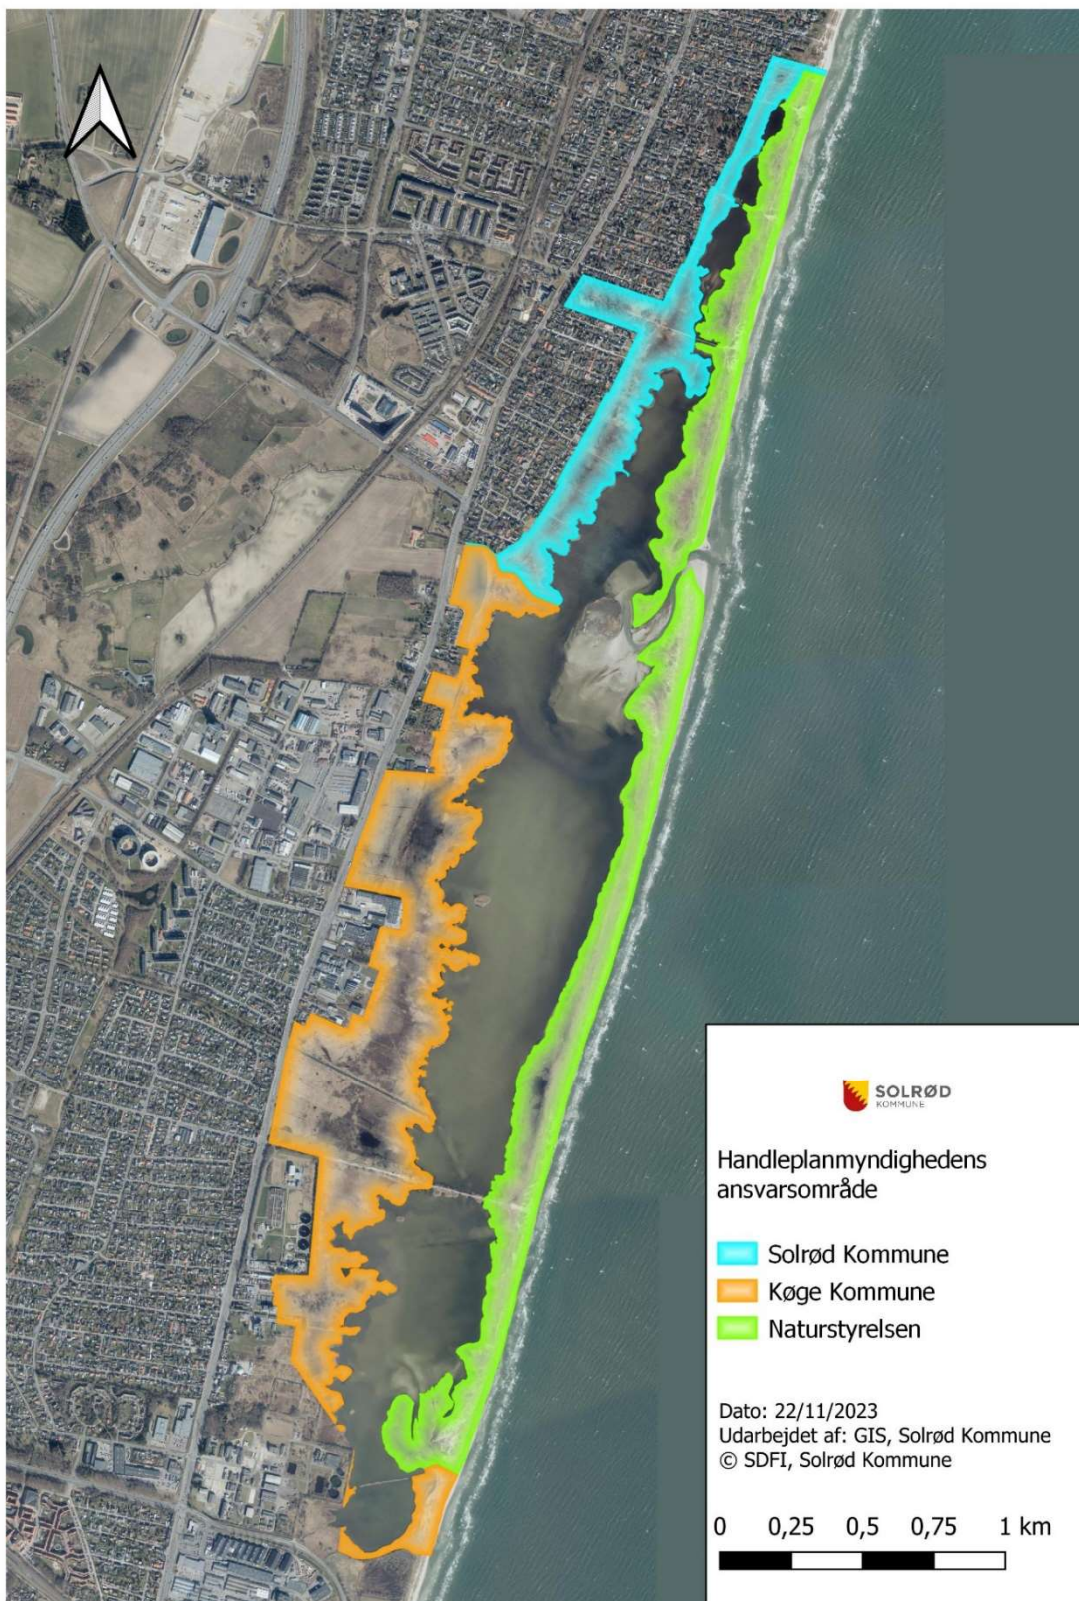 SOLRØD
KOMMUNE
Handleplanmyndighedens
ansvarsområde
Solrød Kommune
Køge Kommune
Naturstyrelsen
Dato: 22/11/2023
Udarbejdet af: GIS, Solrød Kommune
© SDFI, Solrød Kommune
0 0,25 0,5 0,75 1 km